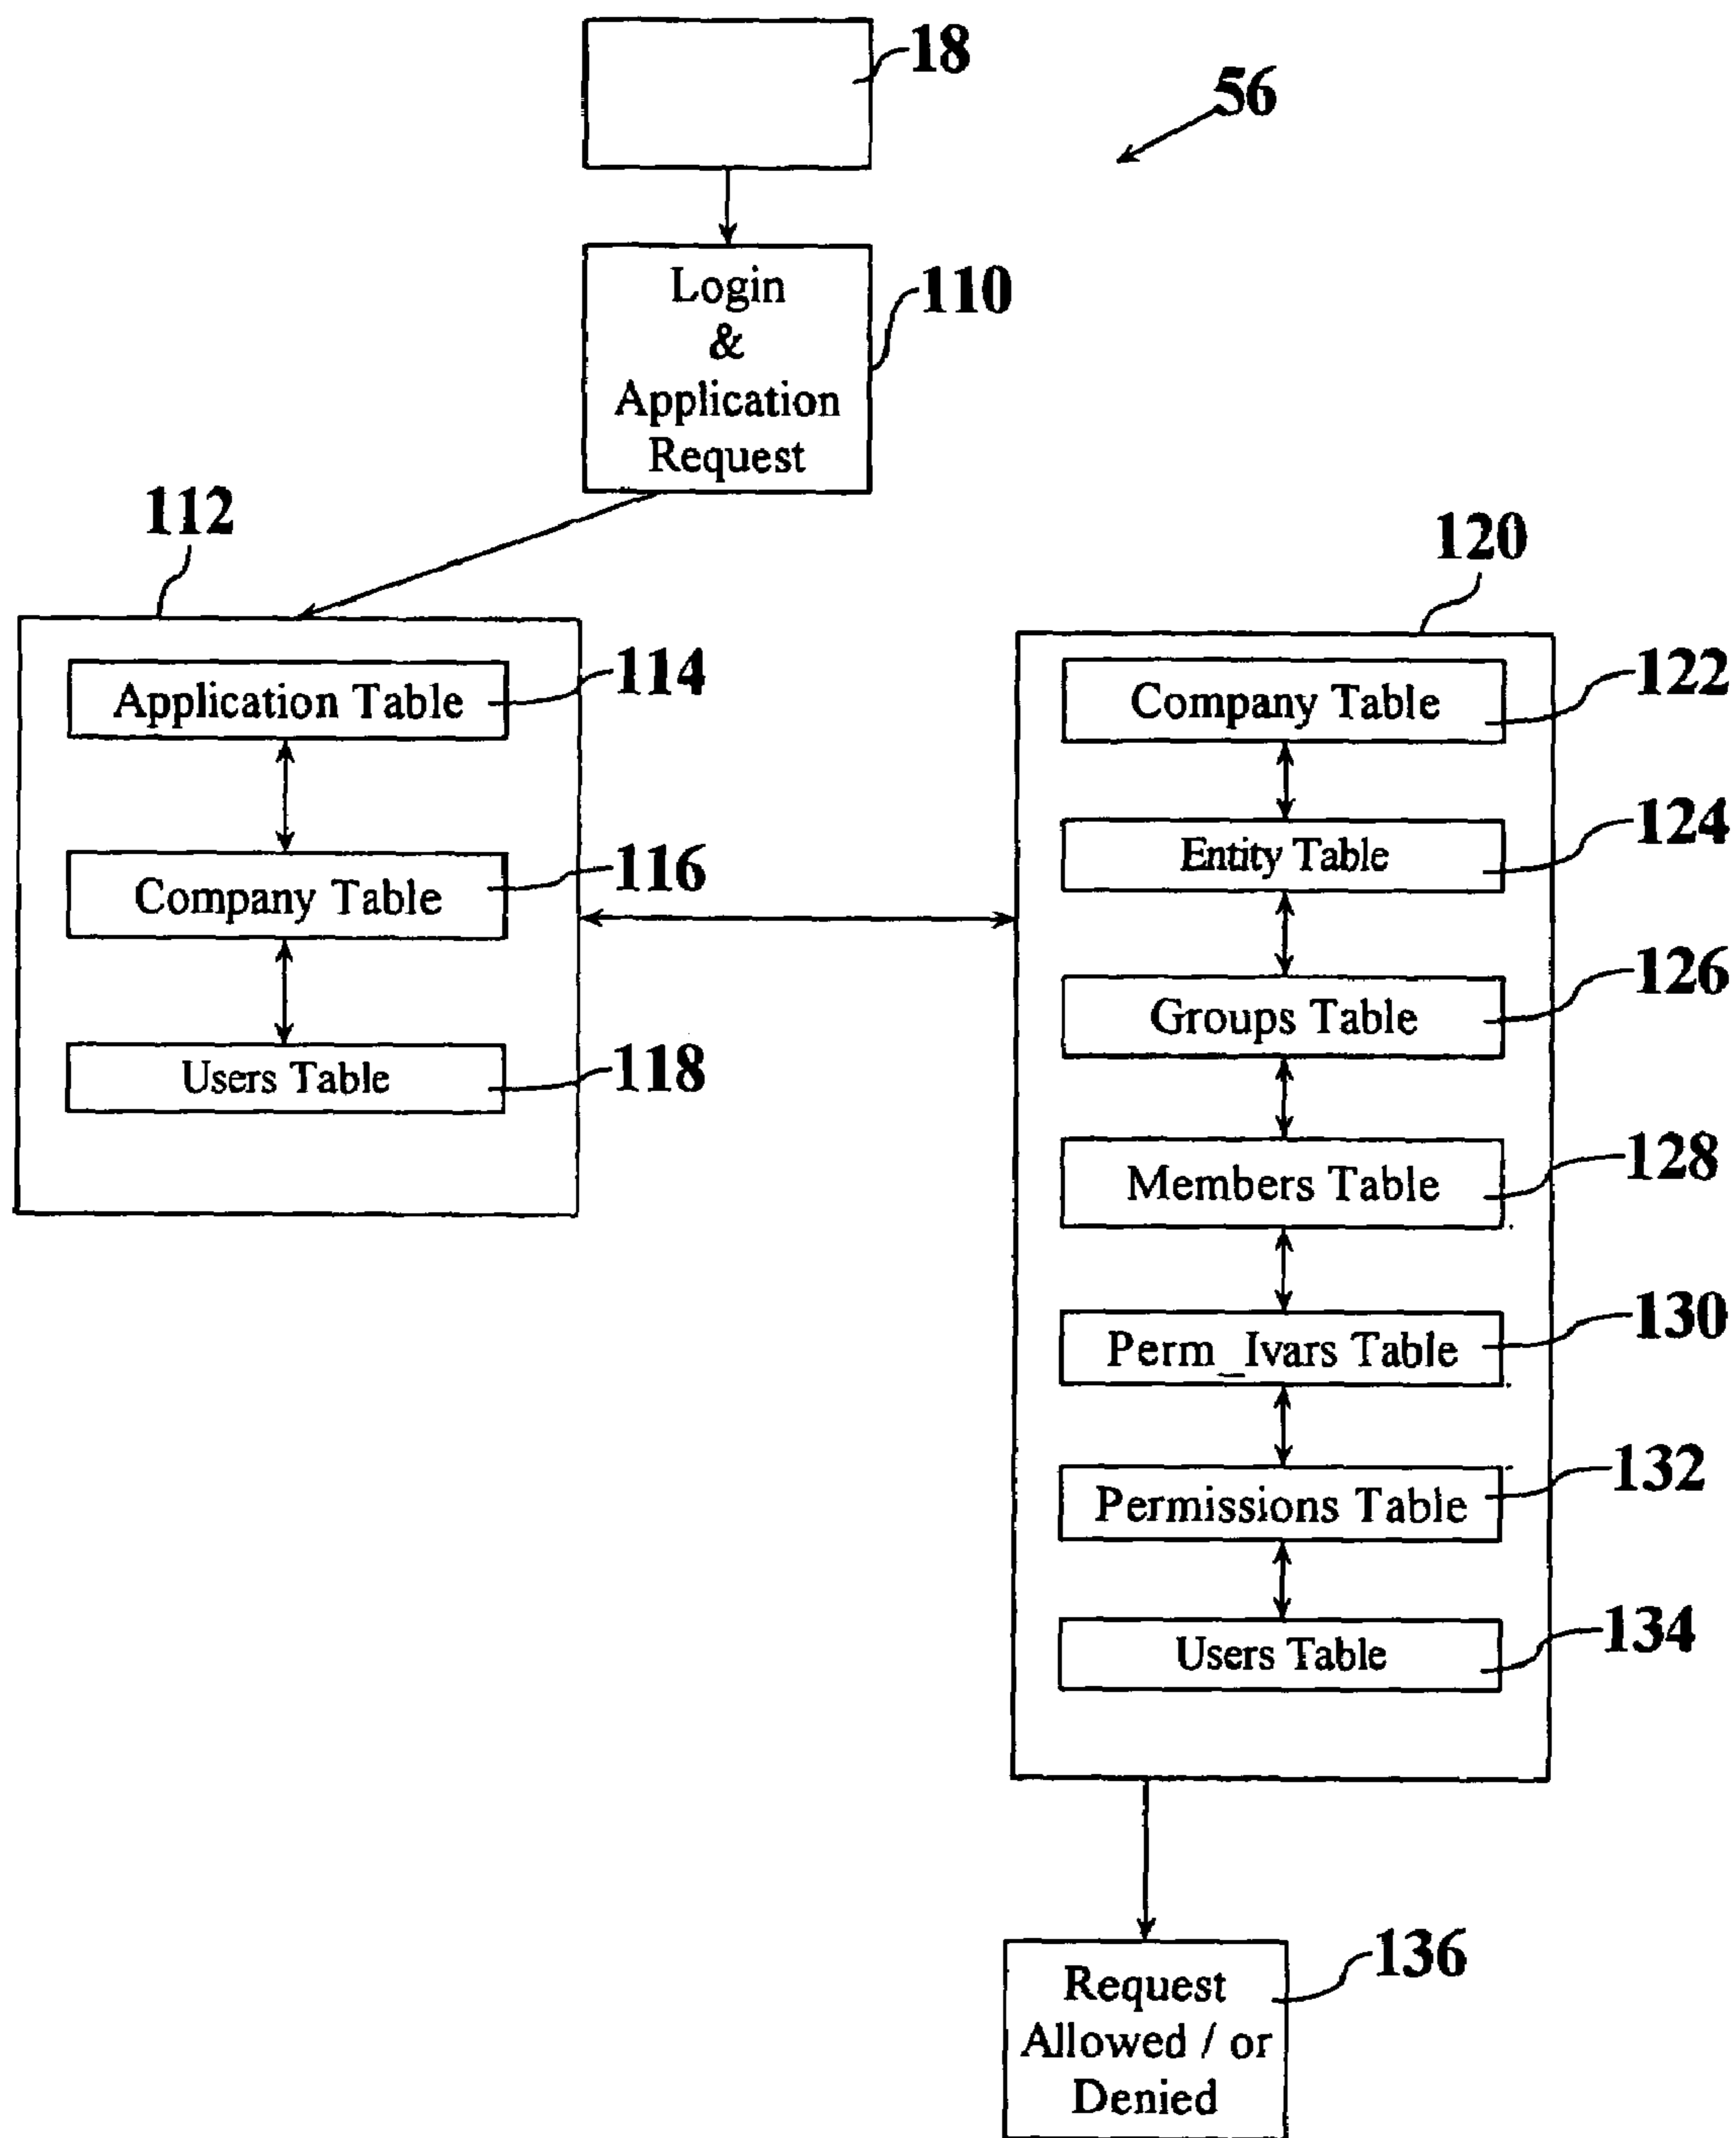 18
56
Login
&
Application
Request
110
112
Application Table
114
Company Table
116
Users Table
118
120
Company Table
122
Entity Table
124
Groups Table
126
Members Table
128
Perm_Ivars Table
130
Permissions Table
132
Users Table
134
Request
Allowed / or
Denied
136